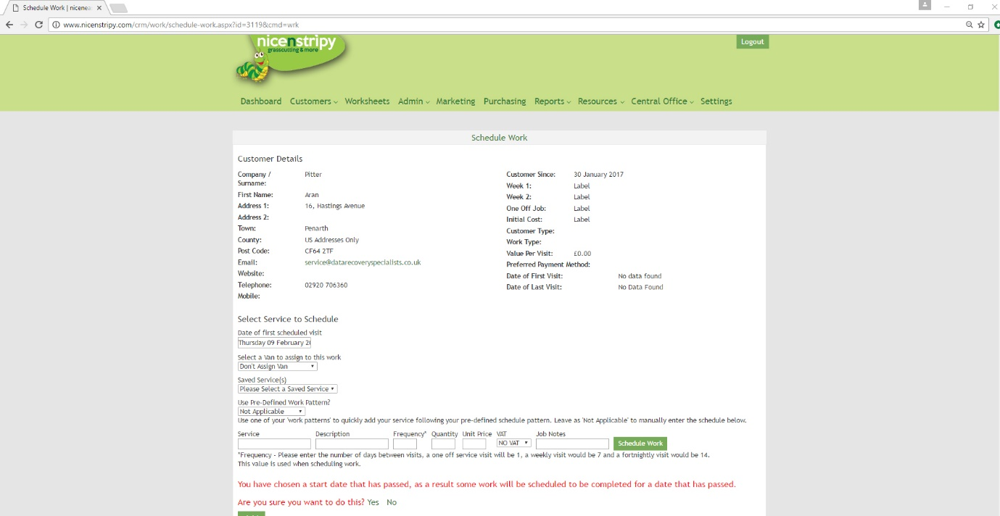 Schedule Work | nicenea
www.nicenstripy.com/crm/work/schedule-work.aspx?id=3119&cmd=wrk
nicenstripy
grasscutting & more
Logout
Dashboard Customers Worksheets Admin Marketing Purchasing Reports Resources Central Office Settings
Schedule Work
Customer Details
Company / Surname: Pitter
First Name: Aran
Address 1: 16, Hastings Avenue
Address 2:
Town: Penarth
County: US Addresses Only
Post Code: CF64 2TF
Email: service@datarecoveryspecialists.co.uk
Website:
Telephone: 02920 706360
Mobile:
Customer Since: 30 January 2017
Week 1: Label
Week 2: Label
One Off Job: Label
Initial Cost: Label
Customer Type:
Work Type:
Value Per Visit: £0.00
Preferred Payment Method:
Date of First Visit: No data found
Date of Last Visit: No Data Found
Select Service to Schedule
Date of first scheduled visit
Thursday 09 February 20
Select a Van to assign to this work
Don't Assign Van
Saved Service(s)
Please Select a Saved Service
Use Pre-Defined Work Pattern?
Not Applicable
Use one of your 'work patterns' to quickly add your service following your pre-defined schedule pattern. Leave as 'Not Applicable' to manually enter the schedule below.
Service Description Frequency* Quantity Unit Price VAT Job Notes
NO VAT Schedule Work
*Frequency - Please enter the number of days between visits, a one off service visit will be 1, a weekly visit would be 7 and a fortnightly visit would be 14.
This value is used when scheduling work.
You have chosen a start date that has passed, as a result some work will be scheduled to be completed for a date that has passed.
Are you sure you want to do this? Yes No